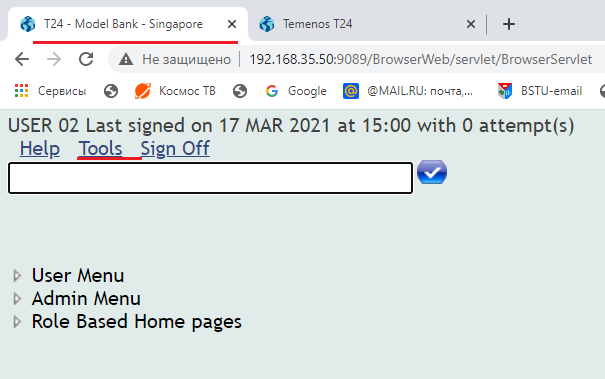 T24 - Model Bank - Singapore
Temenos T24
Не защищено 192.168.35.50:9089/BrowserWeb/servlet/BrowserServlet
Сервисы Космос ТВ Google @MAIL.RU: почта,... BSTU-email
USER 02 Last signed on 17 MAR 2021 at 15:00 with 0 attempt(s)
Help Tools Sign Off
User Menu
Admin Menu
Role Based Home pages